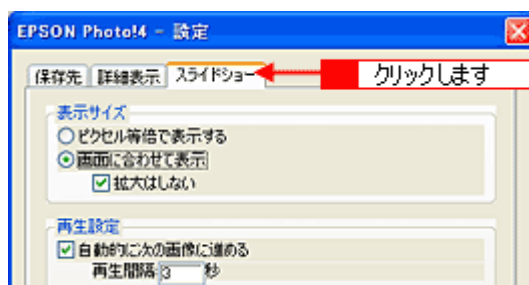 EPSON Photo!4 - 設定
保存先 詳細表示 スライドショー クリックします
表示サイズ
ピクセル等倍で表示する
画面に合わせて表示
拡大はしない
再生設定
自動的に次の画像に進める
再生間隔 3 秒